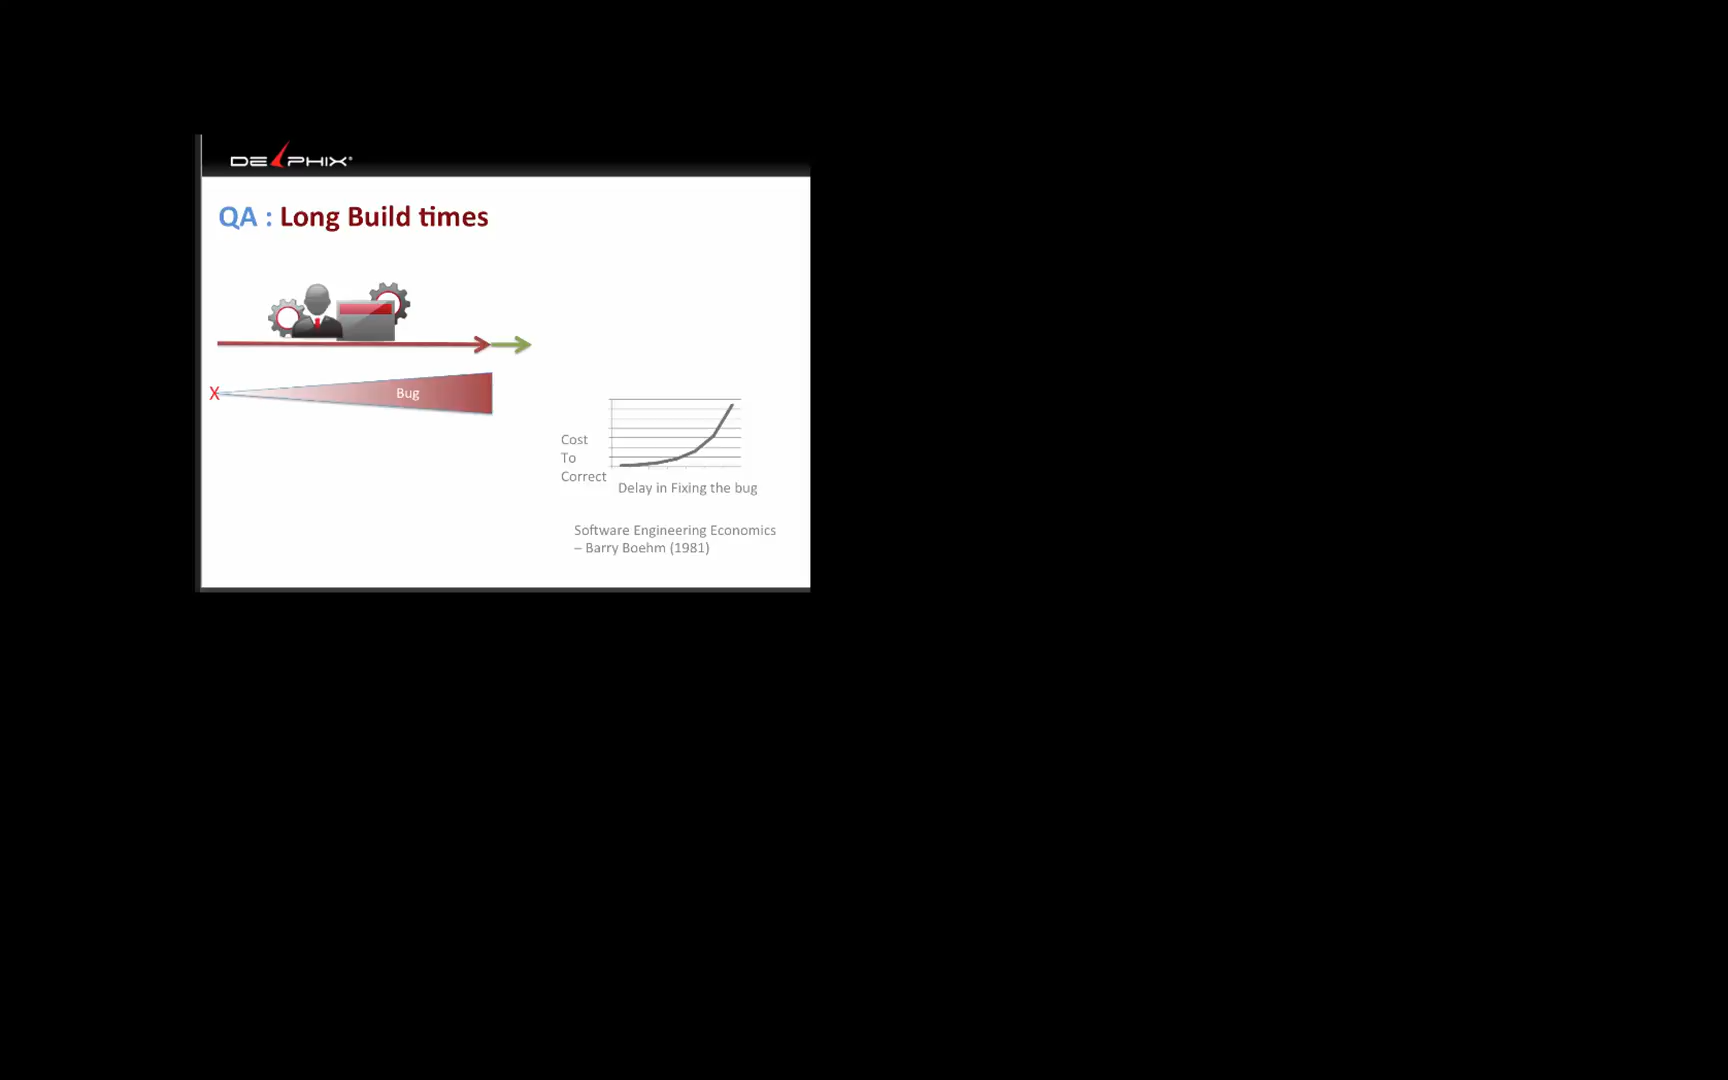 DELPHIX®
QA : Long Build times
X
Bug
Cost
To
Correct
Delay in Fixing the bug
Software Engineering Economics
– Barry Boehm (1981)